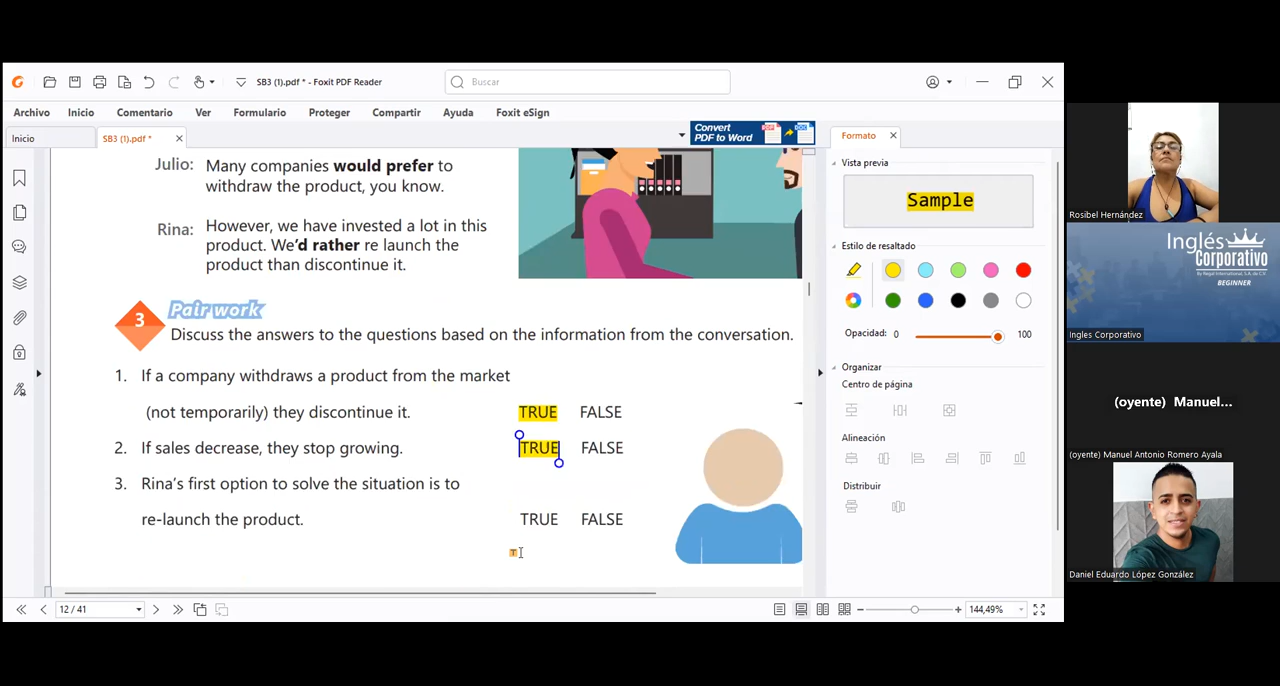 SB3 (1).pdf * - Foxit PDF Reader
Buscar
Archivo Inicio Comentario Ver Formulario Proteger Compartir Ayuda Foxit eSign
Inicio SB3 (1).pdf *
Convert PDF to Word
Julio: Many companies would prefer to
withdraw the product, you know.
Rina: However, we have invested a lot in this
product. We'd rather re launch the
product than discontinue it.
3 Pair work
Discuss the answers to the questions based on the information from the conversation.
1. If a company withdraws a product from the market
(not temporarily) they discontinue it. TRUE FALSE
2. If sales decrease, they stop growing. TRUE FALSE
3. Rina's first option to solve the situation is to
re-launch the product. TRUE FALSE
12 / 41
144,49%
Formato
Vista previa
Sample
Estilo de resaltado
Opacidad: 0 100
Organizar
Centro de página
Alineación
Distribuir
Rosibel Hernández
Inglés
Corporativo
By Regal International, S.A. de C.V.
BEGINNER
Ingles Corporativo
(oyente) Manuel...
(oyente) Manuel Antonio Romero Ayala
Daniel Eduardo López González